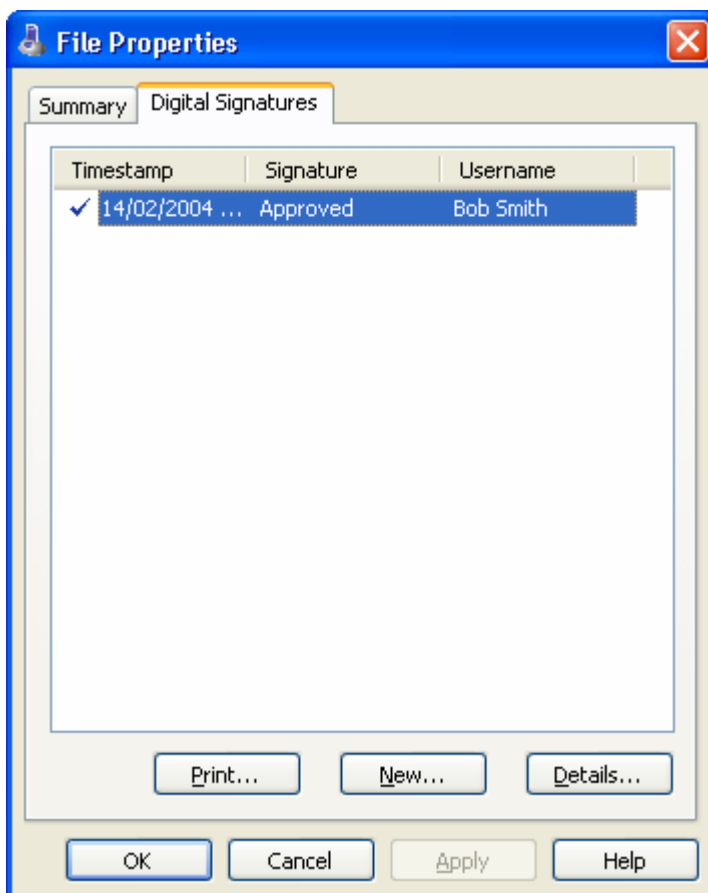 File Properties
Summary Digital Signatures
Timestamp Signature Username
14/02/2004 ... Approved Bob Smith
Print... New... Details...
OK Cancel Apply Help